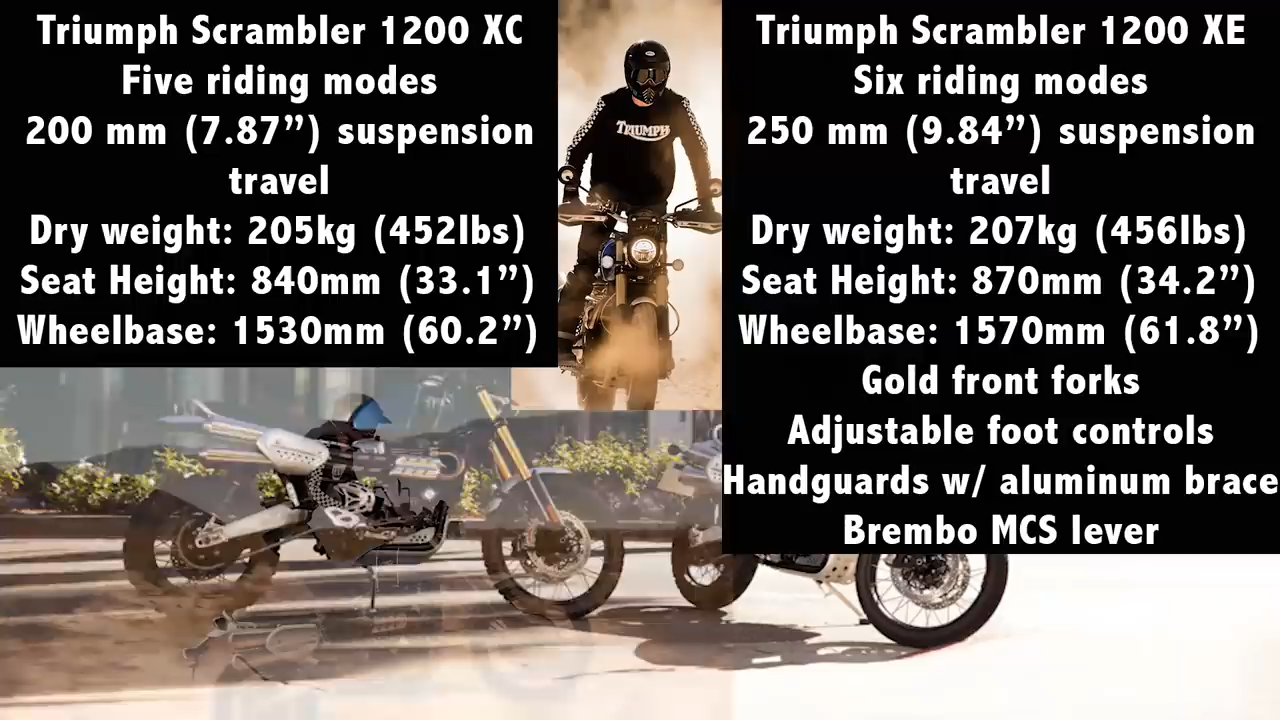 Triumph Scrambler 1200 XC
Five riding modes
200 mm (7.87”) suspension
travel
Dry weight: 205kg (452lbs)
Seat Height: 840mm (33.1”)
Wheelbase: 1530mm (60.2”)
TRIUMPH
Triumph Scrambler 1200 XE
Six riding modes
250 mm (9.84”) suspension
travel
Dry weight: 207kg (456lbs)
Seat Height: 870mm (34.2”)
Wheelbase: 1570mm (61.8”)
Gold front forks
Adjustable foot controls
Handguards w/ aluminum brace
Brembo MCS lever